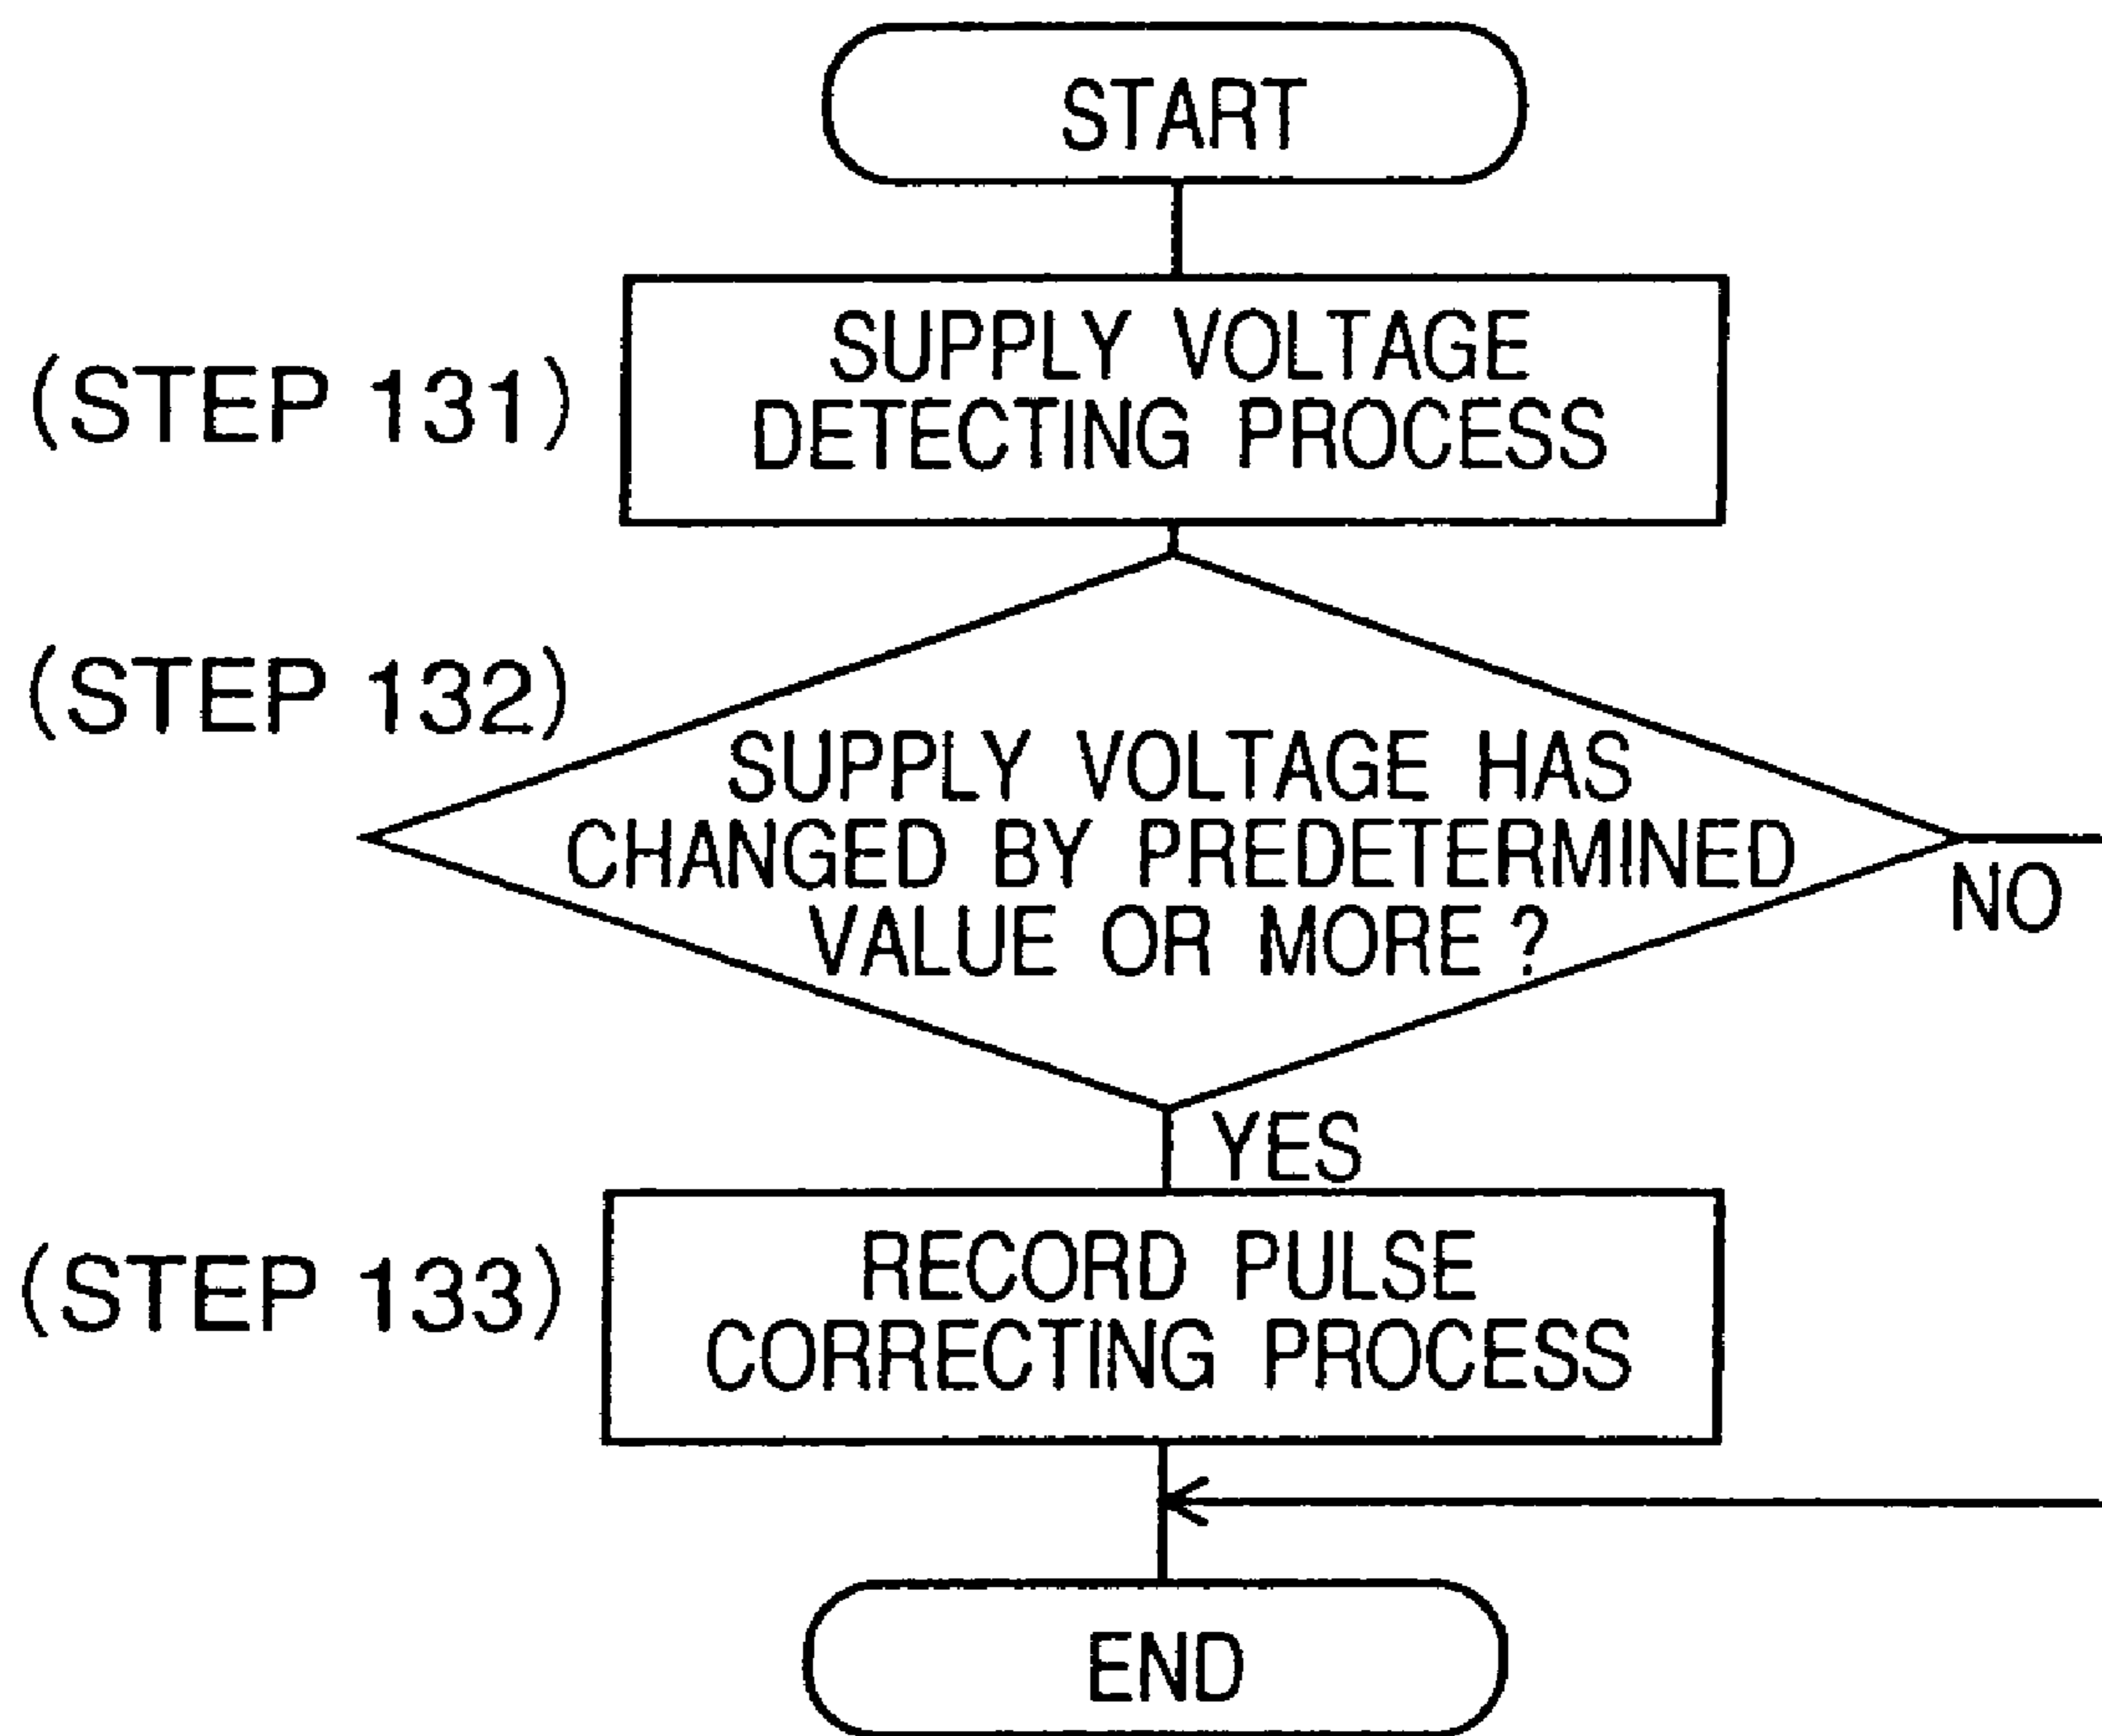 START
(STEP 131)
SUPPLY VOLTAGE
DETECTING PROCESS
(STEP 132)
SUPPLY VOLTAGE HAS
CHANGED BY PREDETERMINED
VALUE OR MORE ?
NO
YES
(STEP 133)
RECORD PULSE
CORRECTING PROCESS
END